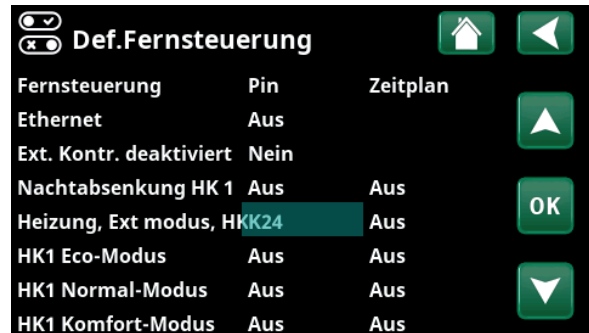 Def.Fernsteuerung
Fernsteuerung Pin Zeitplan
Ethernet Aus
Ext. Kontr. deaktiviert Nein
Nachtabsenkung HK 1 Aus Aus
Heizung, Ext modus, HKK24 Aus
OK
HK1 Eco-Modus Aus Aus
HK1 Normal-Modus Aus Aus
HK1 Komfort-Modus Aus Aus